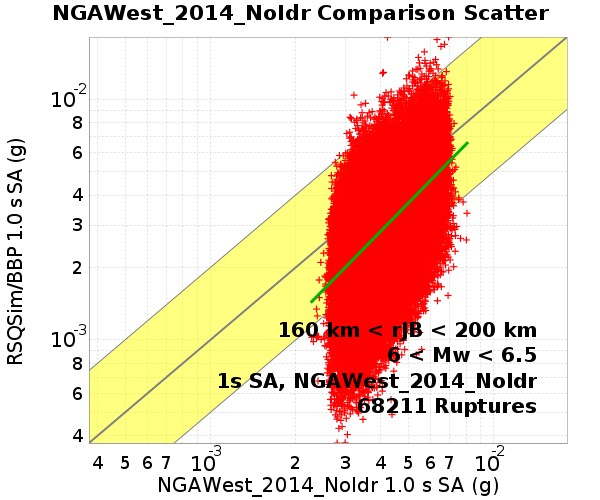 NGAWest_2014_NoIdr Comparison Scatter
RSQSim/BBP 1.0 s SA (g)
10-2
8
6
4
3
2
10-3
8
6
4
160 km < rJB < 200 km
6 < Mw < 6.5
1s SA, NGAWest_2014_NoIdr
68211 Ruptures
4 5 6 7 10-3 2 3 4 5 6 7 10-2
NGAWest_2014_NoIdr 1.0 s SA (g)